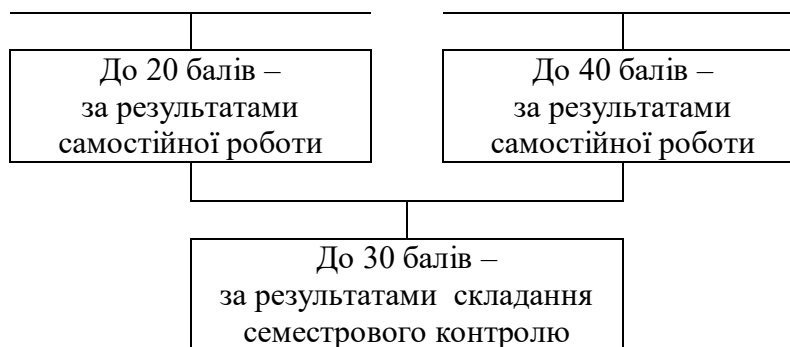 До 20 балів –
за результатами
самостійної роботи
До 40 балів –
за результатами
самостійної роботи
До 30 балів –
за результатами складання
семестрового контролю